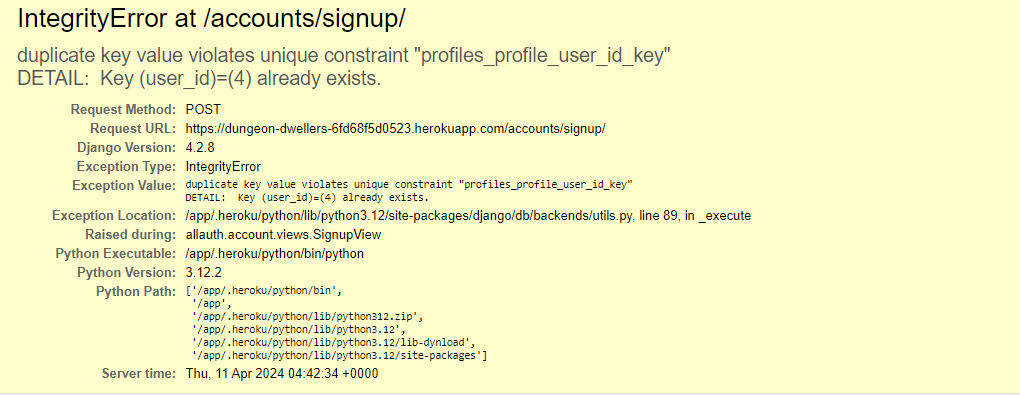 IntegrityError at /accounts/signup/
duplicate key value violates unique constraint "profiles_profile_user_id_key"
DETAIL:  Key (user_id)=(4) already exists.
Request Method: POST
Request URL: https://dungeon-dwellers-6fd68f5d0523.herokuapp.com/accounts/signup/
Django Version: 4.2.8
Exception Type: IntegrityError
Exception Value: duplicate key value violates unique constraint "profiles_profile_user_id_key"
DETAIL:  Key (user_id)=(4) already exists.
Exception Location: /app/.heroku/python/lib/python3.12/site-packages/django/db/backends/utils.py, line 89, in _execute
Raised during: allauth.account.views.SignupView
Python Executable: /app/.heroku/python/bin/python
Python Version: 3.12.2
Python Path: ['/app/.heroku/python/bin',
'/app',
'/app/.heroku/python/lib/python312.zip',
'/app/.heroku/python/lib/python3.12',
'/app/.heroku/python/lib/python3.12/lib-dynload',
'/app/.heroku/python/lib/python3.12/site-packages']
Server time: Thu, 11 Apr 2024 04:42:34 +0000